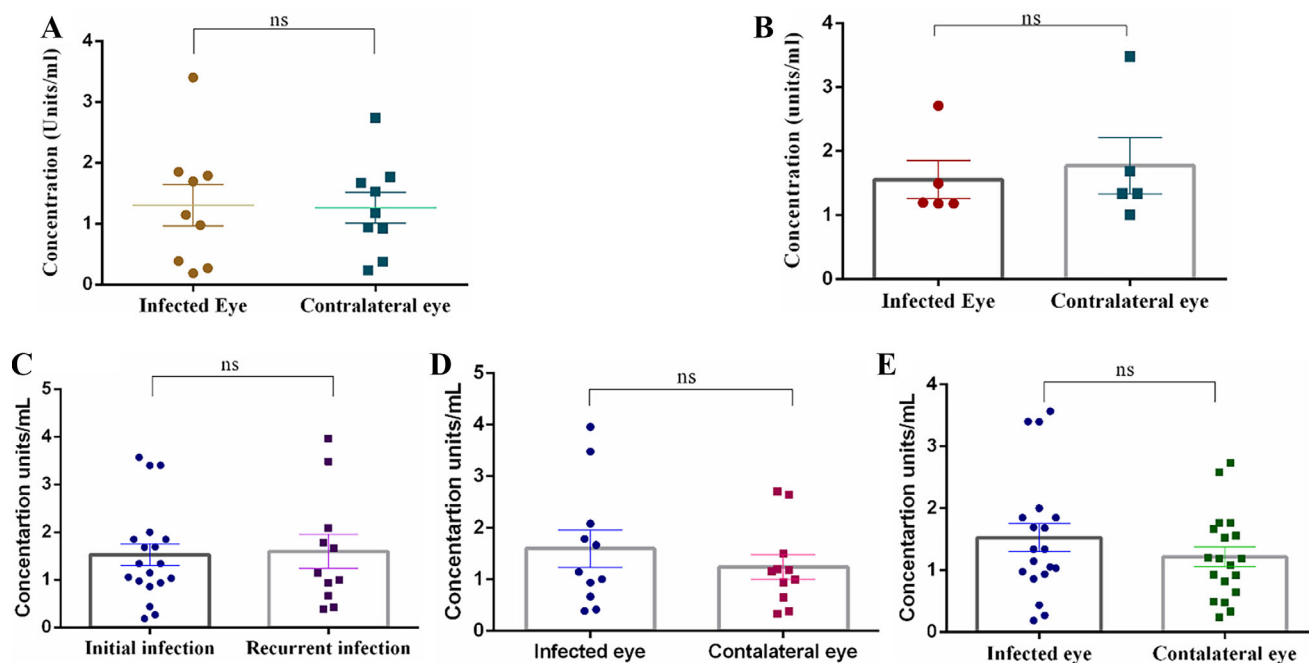 A
ns
Concentration (Units/ml)
4
3
2
1
0
Infected Eye
Contralateral eye
B
ns
Concentration (units/ml)
4
3
2
1
0
Infected Eye
Contralateral eye
C
ns
Concentartion units/mL
5
4
3
2
1
0
Initial infection
Recurrent infection
D
ns
Concentartion units/mL
5
4
3
2
1
0
Infected eye
Contalateral eye
E
ns
Concentartion units/mL
4
3
2
1
0
Infected eye
Contalateral eye